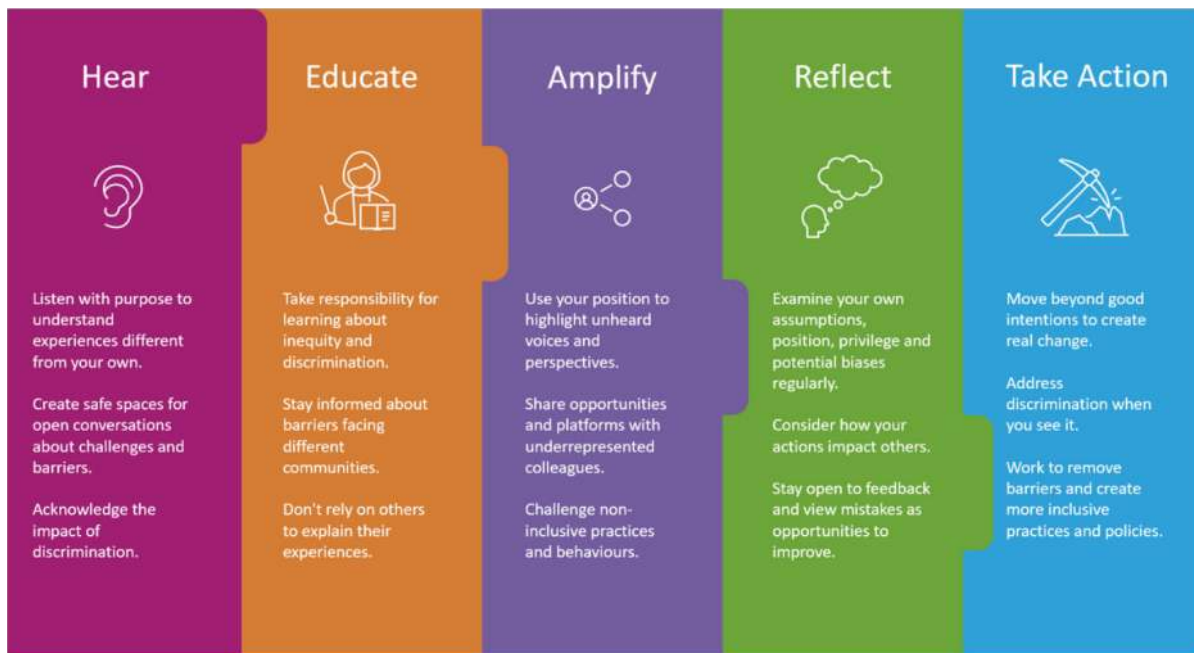 Hear
Listen with purpose to
understand
experiences different
from your own.
Create safe spaces for
open conversations
about challenges and
barriers.
Acknowledge the
impact of
discrimination.
Educate
Take responsibility for
learning about
inequity and
discrimination.
Stay informed about
barriers facing
different
communities.
Don't rely on others
to explain their
experiences.
Amplify
Use your position to
highlight unheard
voices and
perspectives.
Share opportunities
and platforms with
underrepresented
colleagues.
Challenge non-
inclusive practices
and behaviours.
Reflect
Examine your own
assumptions,
position, privilege and
potential biases
regularly.
Consider how your
actions impact others.
Stay open to feedback
and view mistakes as
opportunities to
improve.
Take Action
Move beyond good
intentions to create
real change.
Address
discrimination when
you see it.
Work to remove
barriers and create
more inclusive
practices and policies.